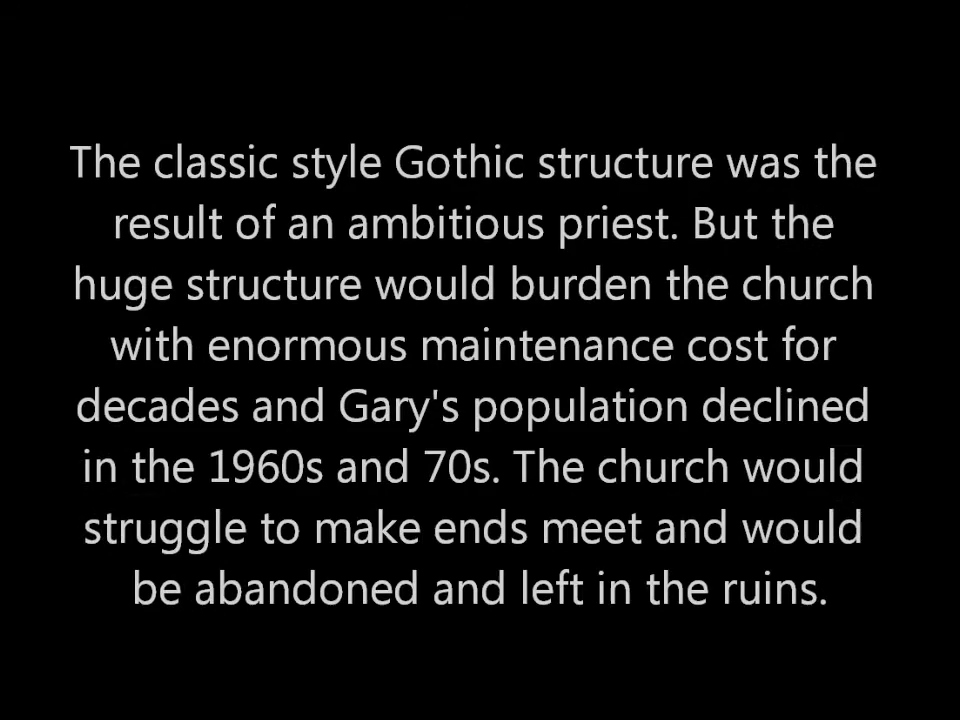 The classic style Gothic structure was the
result of an ambitious priest. But the
huge structure would burden the church
with enormous maintenance cost for
decades and Gary's population declined
in the 1960s and 70s. The church would
struggle to make ends meet and would
be abandoned and left in the ruins.